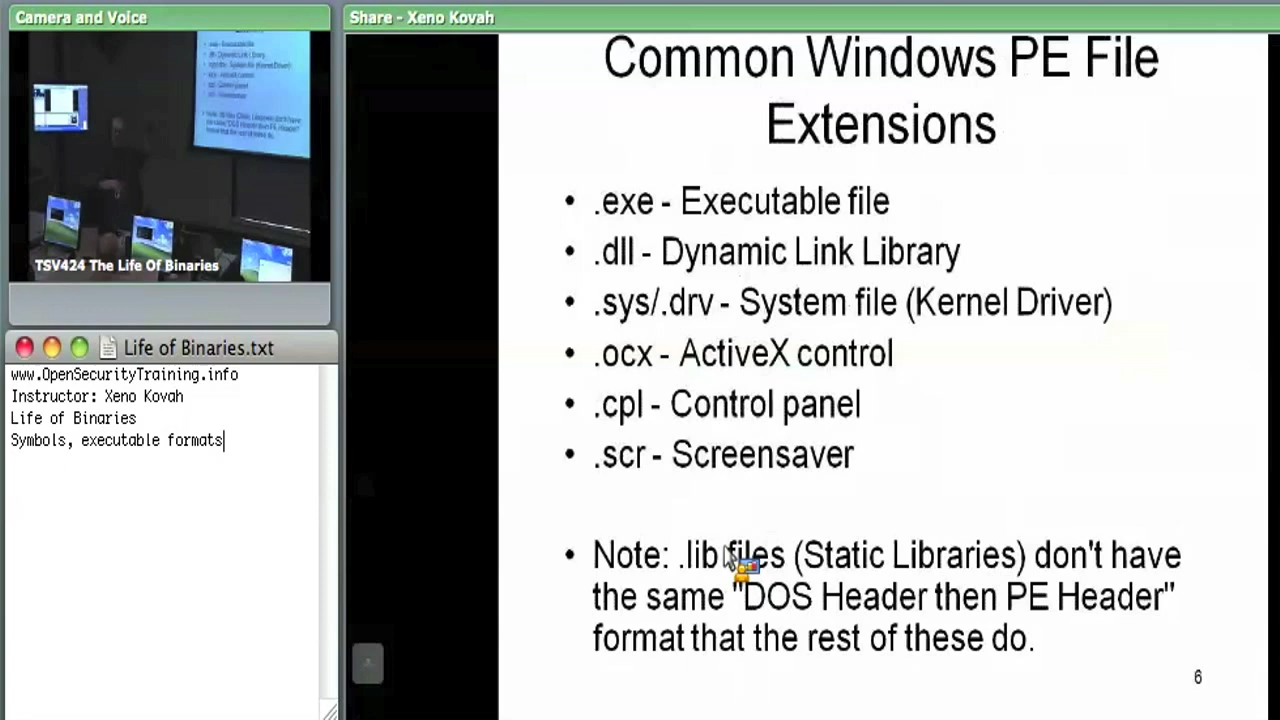 Camera and Voice
TSV424 The Life Of Binaries
Life of Binaries.txt
www.OpenSecurityTraining.info
Instructor: Xeno Kovah
Life of Binaries
Symbols, executable formats
Share - Xeno Kovah
Common Windows PE File
Extensions
• .exe - Executable file
• .dll - Dynamic Link Library
• .sys/.drv - System file (Kernel Driver)
• .ocx - ActiveX control
• .cpl - Control panel
• .scr - Screensaver
• Note: .lib files (Static Libraries) don't have
the same "DOS Header then PE Header"
format that the rest of these do.
6